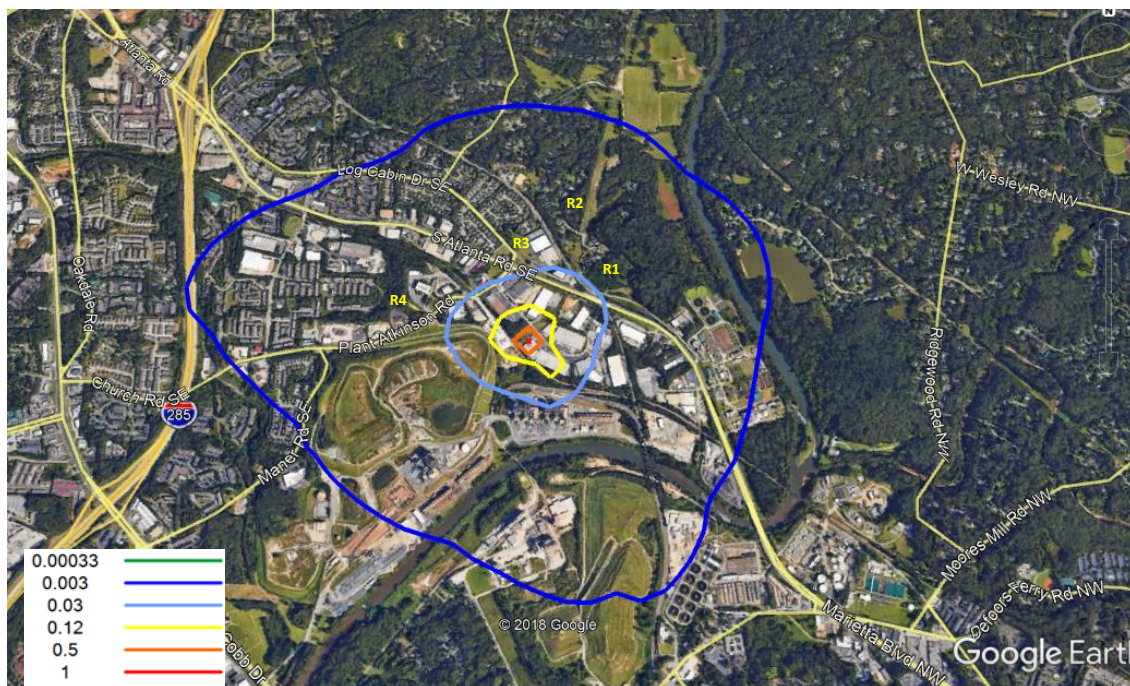 N
Atlanta Rd
Log Cabin Dr SE
W Wesley Rd NW
R2
R3
S Atlanta Rd SE
R1
Oakdale Rd
R4
Plant Atkinson Rd
Ridgewood Rd NW
Church Rd SE
285
Maner Rd SE
Moores Mill Rd NW
0.00033
0.003
0.03
0.12
0.5
1
Defoors Ferry Rd NW
© 2018 Google
Marietta Blvd NW
Cobb Dr
Google Earth